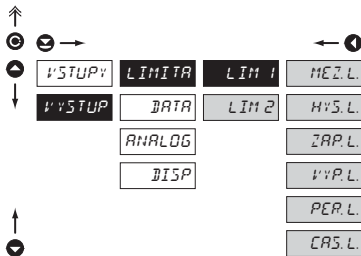 VSTUPY LIMITA LIM 1 MEZ. L.
VYSTUP DATA LIM 2 HYS. L.
ANALOG ZAP. L.
DISP VYP. L.
PER. L.
CAS. L.